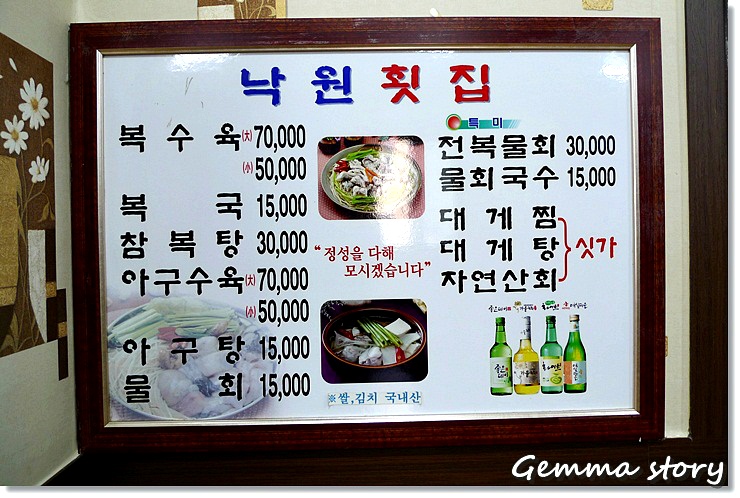 낙원횟집
복수육(大)70,000
(小)50,000
복국 15,000
참복탕 30,000
아구수육(大)70,000
(小)50,000
아구탕 15,000
물회 15,000
"정성을 다해
모시겠습니다"
※쌀,김치 국내산
특미
전복물회 30,000
물회국수 15,000
대게찜
대게탕
자연산회
싯가
Gemma story